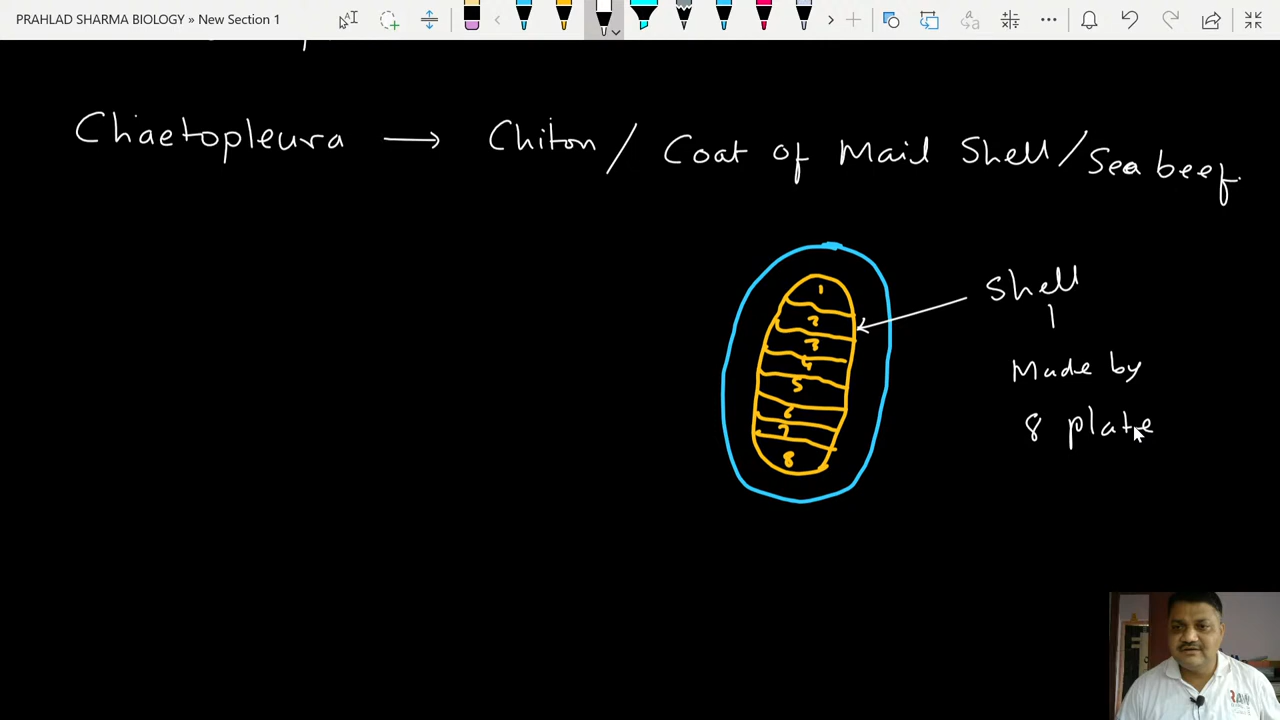 PRAHLAD SHARMA BIOLOGY » New Section 1
Chaetopleura → Chiton / Coat of Mail Shell / Sea beef.
1
2
3
4
5
6
7
8
Shell
Made by
8 plate
RAW